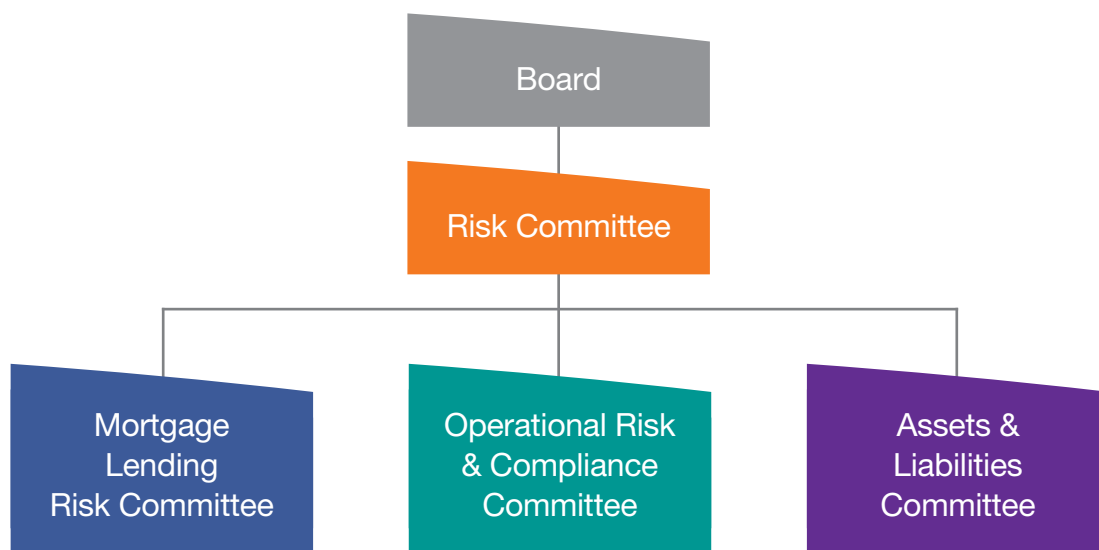 Board
Risk Committee
Mortgage
Lending
Risk Committee
Operational Risk
& Compliance
Committee
Assets &
Liabilities
Committee